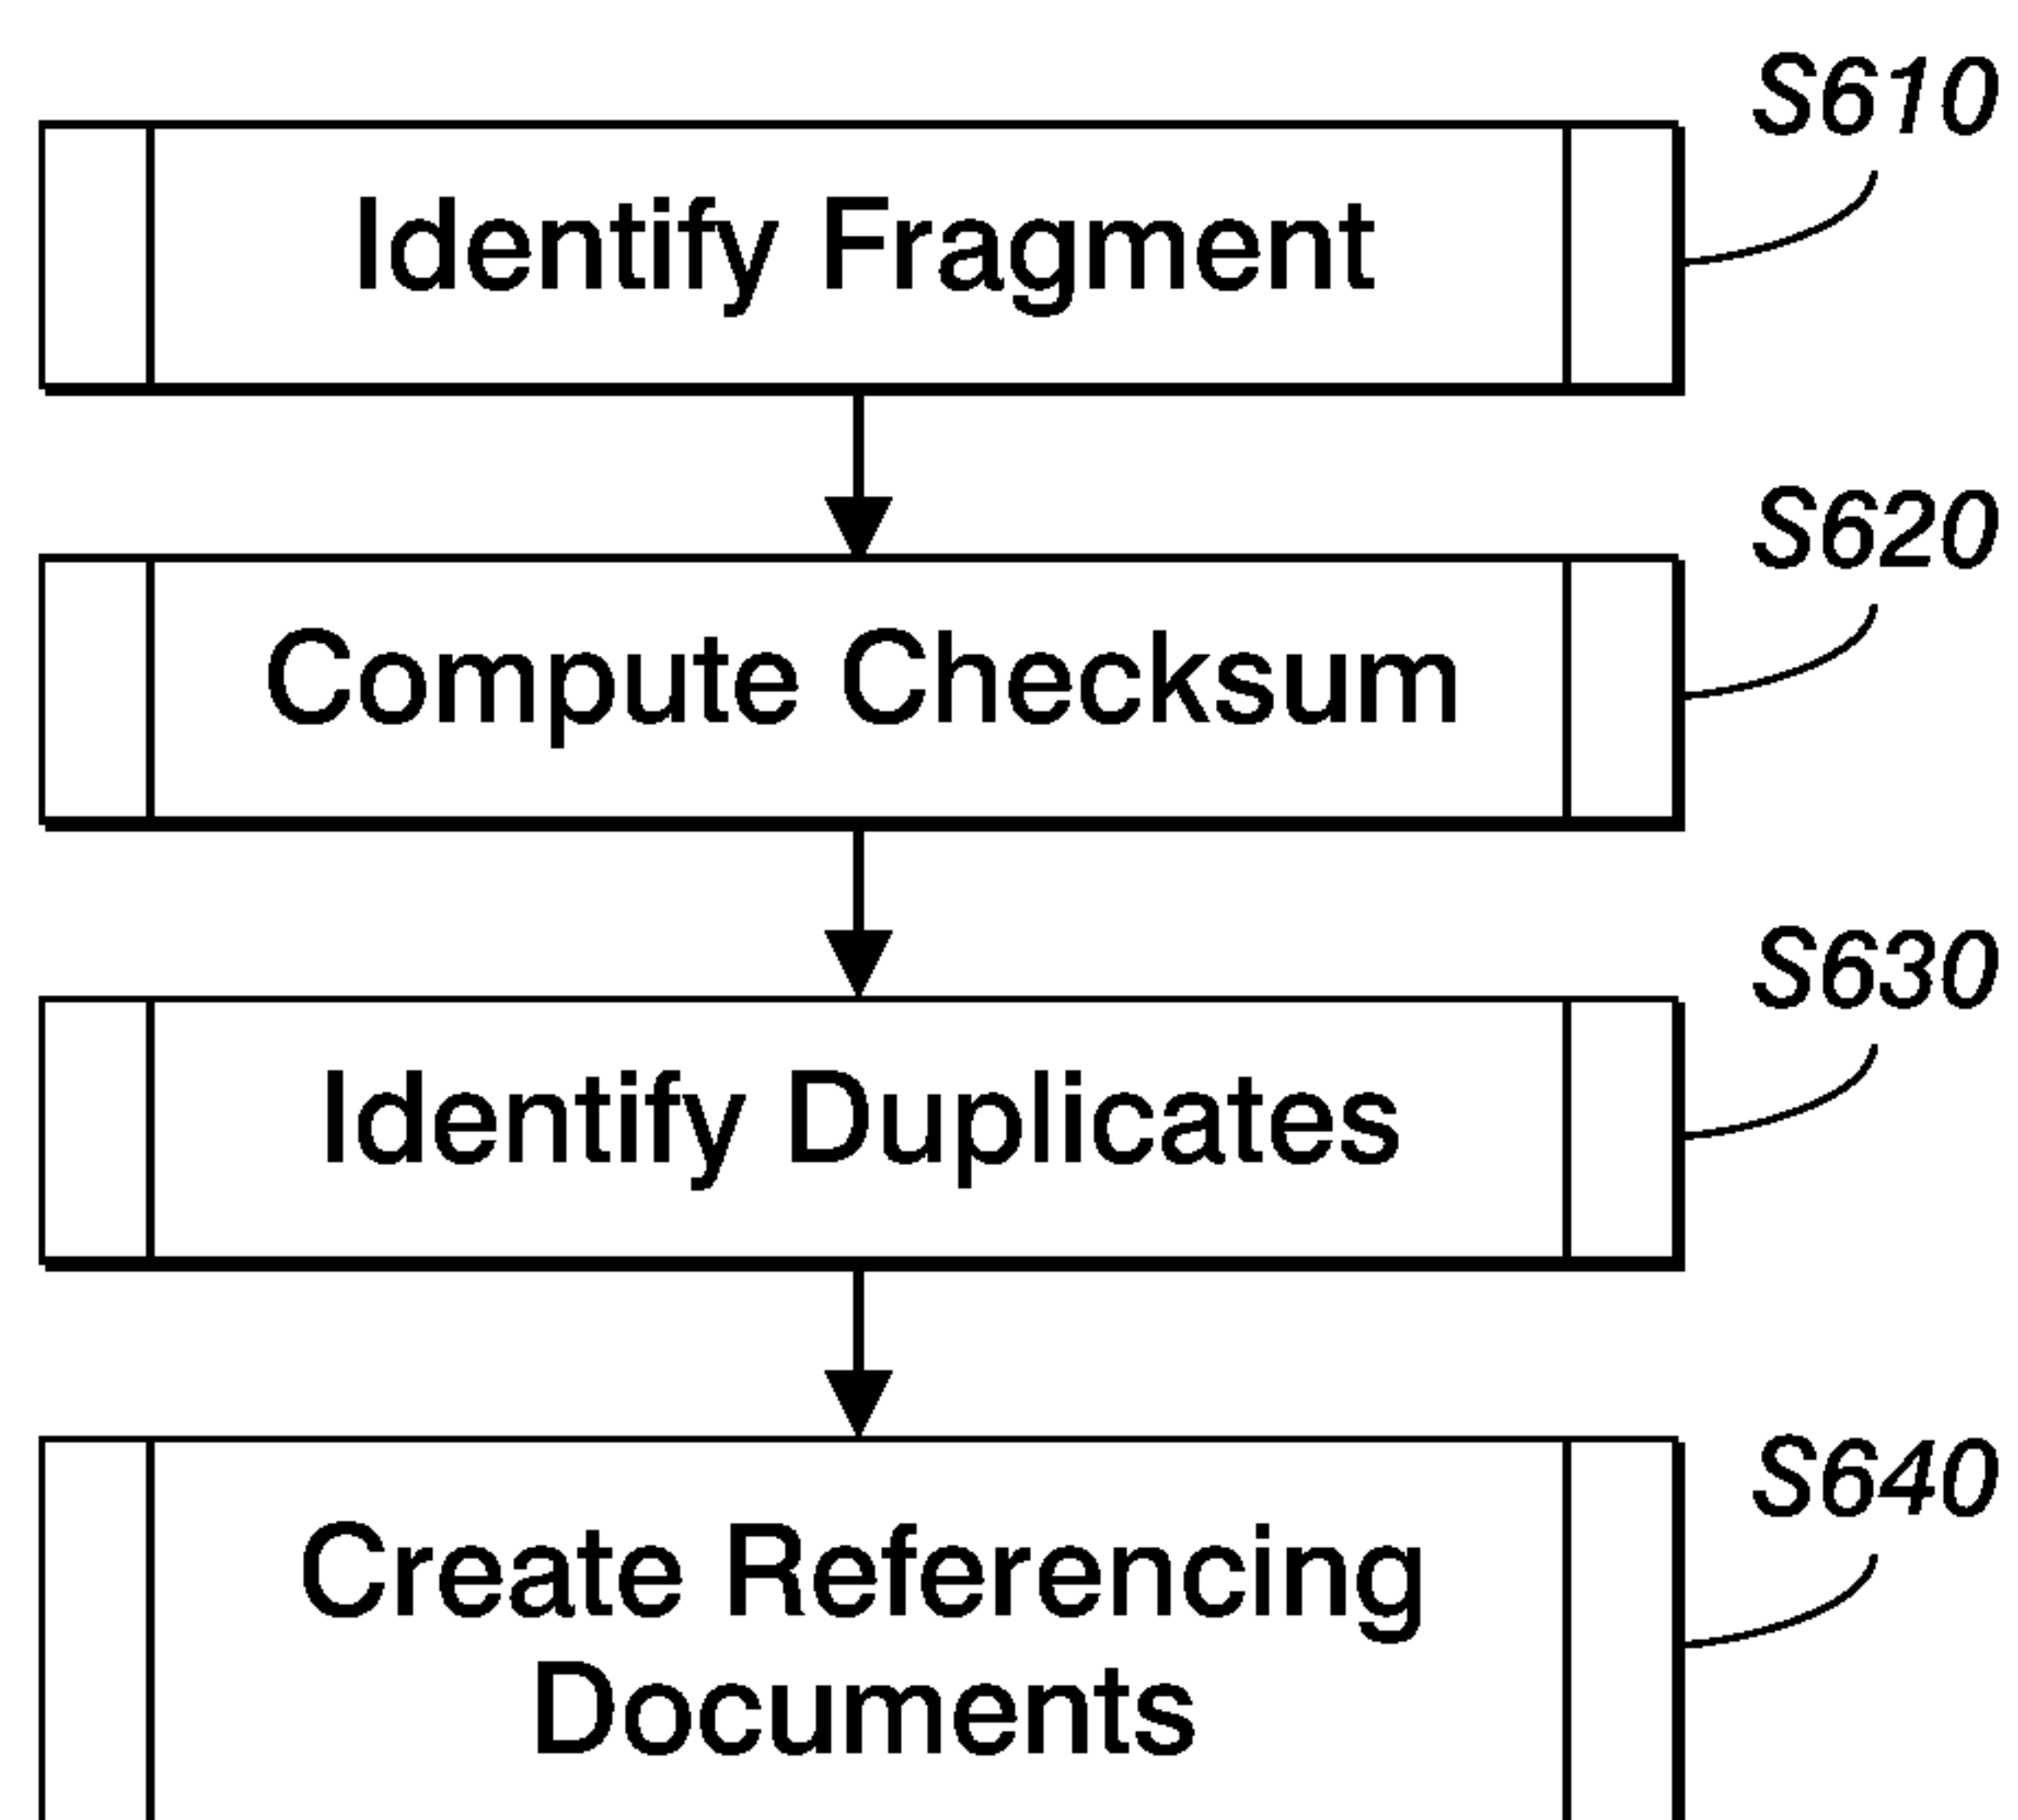 S610
Identify Fragment
S620
Compute Checksum
S630
Identify Duplicates
S640
Create Referencing
Documents